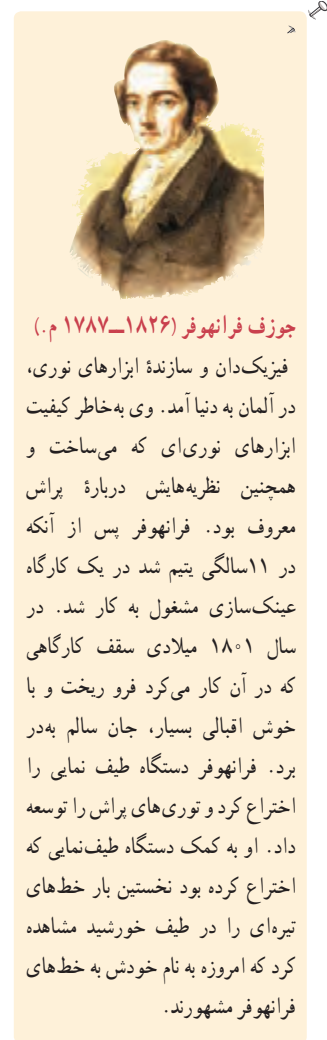 جوزف فرانهوفر (۱۸۲۶ــ۱۷۸۷ م.)
فیزیک‌دان و سازندهٔ ابزارهای نوری،
در آلمان به دنیا آمد. وی به‌خاطر کیفیت
ابزارهای نوری‌ای که می‌ساخت و
همچنین نظریه‌هایش دربارهٔ پراش
معروف بود. فرانهوفر پس از آنکه
در ۱۱سالگی یتیم شد در یک کارگاه
عینک‌سازی مشغول به کار شد. در
سال ۱۸۰۱ میلادی سقف کارگاهی
که در آن کار می‌کرد فرو ریخت و با
خوش اقبالی بسیار، جان سالم به‌در
برد. فرانهوفر دستگاه طیف نمایی را
اختراع کرد و توری‌های پراش را توسعه
داد. او به کمک دستگاه طیف‌نمایی که
اختراع کرده بود نخستین بار خط‌های
تیره‌ای را در طیف خورشید مشاهده
کرد که امروزه به نام خودش به خط‌های
فرانهوفر مشهورند.